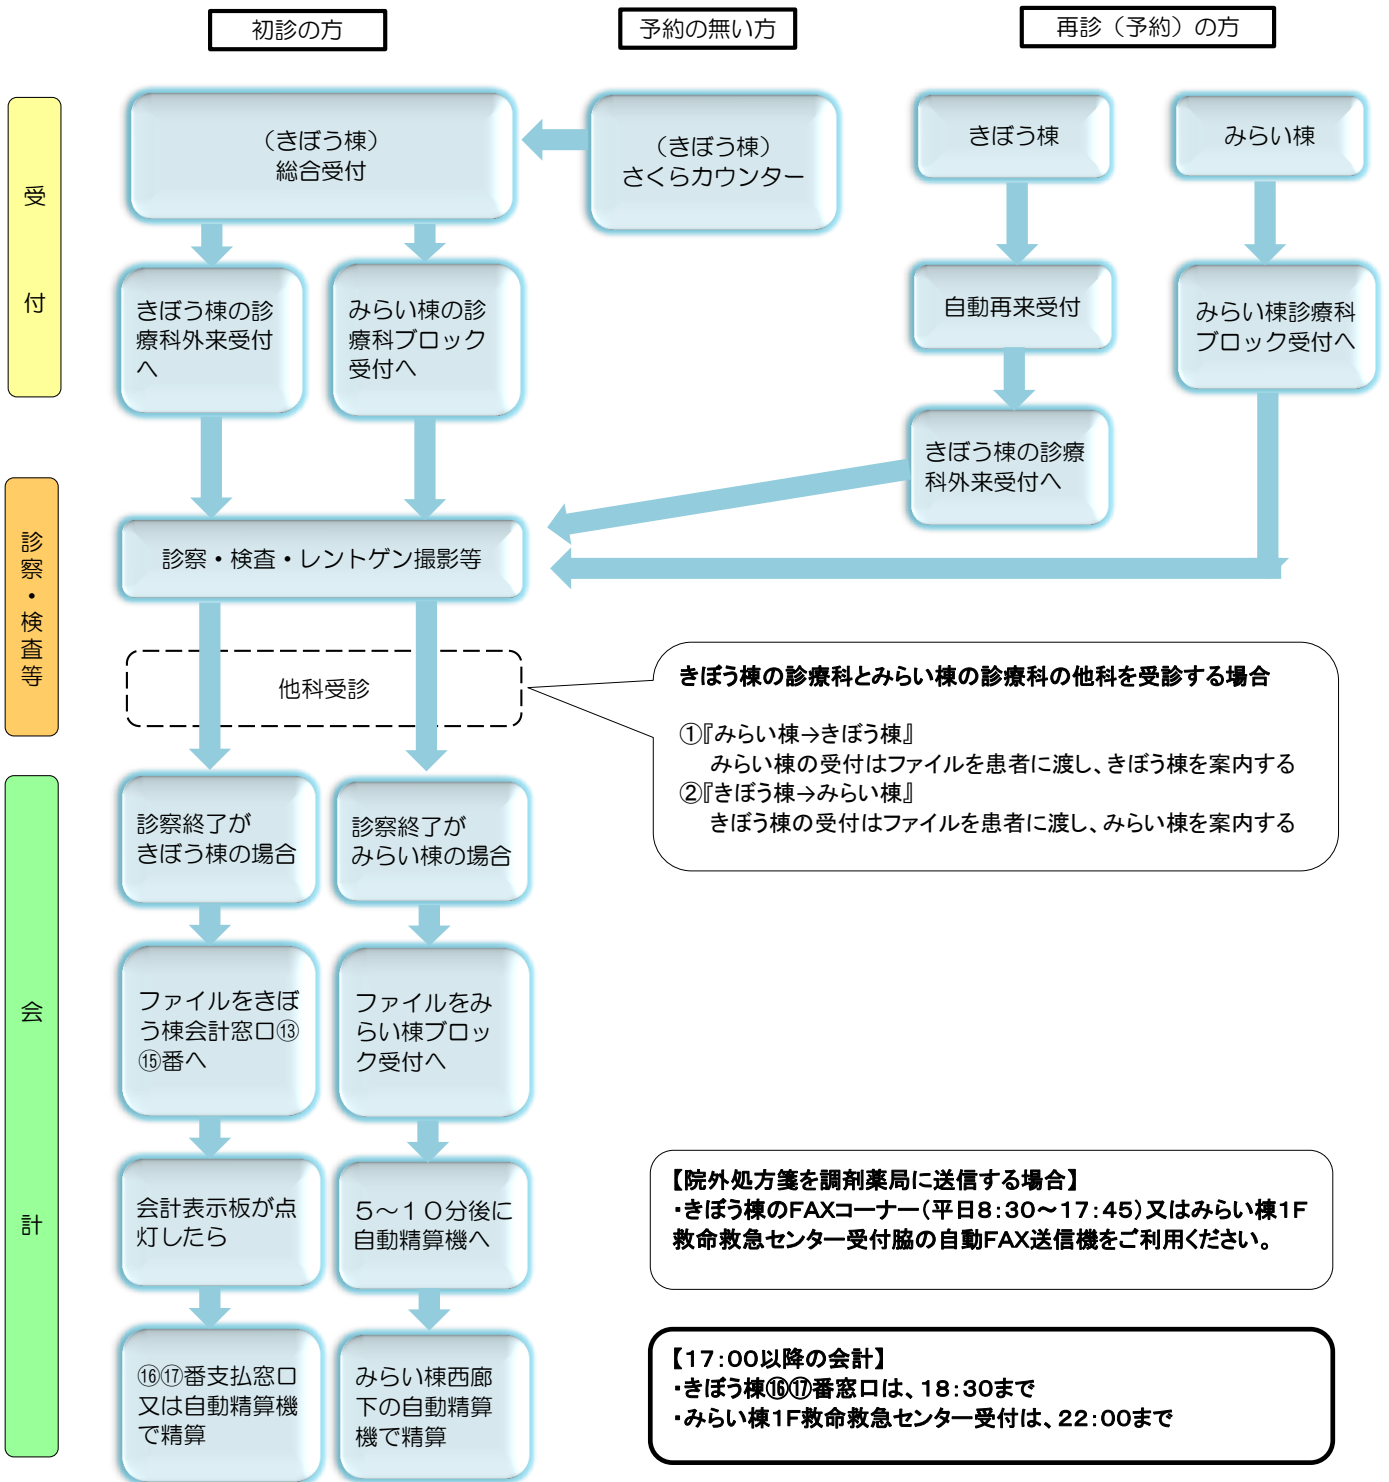 初診の方
予約の無い方
再診（予約）の方
受
付
（きぼう棟）
総合受付
（きぼう棟）
さくらカウンター
きぼう棟
みらい棟
きぼう棟の診
療科外来受付
へ
みらい棟の診
療科ブロック
受付へ
自動再来受付
みらい棟診療科
ブロック受付へ
きぼう棟の診療
科外来受付へ
診察・検査等
診察・検査・レントゲン撮影等
他科受診
きぼう棟の診療科とみらい棟の診療科の他科を受診する場合
①『みらい棟→きぼう棟』
みらい棟の受付はファイルを患者に渡し、きぼう棟を案内する
②『きぼう棟→みらい棟』
きぼう棟の受付はファイルを患者に渡し、みらい棟を案内する
会
計
診察終了が
きぼう棟の場合
診察終了が
みらい棟の場合
ファイルをきぼ
う棟会計窓口⑬
⑮番へ
ファイルをみ
らい棟ブロッ
ク受付へ
会計表示板が点
灯したら
５～１０分後に
自動精算機へ
⑯⑰番支払窓口
又は自動精算機
で精算
みらい棟西廊
下の自動精算
機で精算
【院外処方箋を調剤薬局に送信する場合】
・きぼう棟のFAXコーナー（平日8：30～17：45）又はみらい棟1F
救命救急センター受付脇の自動FAX送信機をご利用ください。
【17：00以降の会計】
・きぼう棟⑯⑰番窓口は、18：30まで
・みらい棟1F救命救急センター受付は、22：00まで